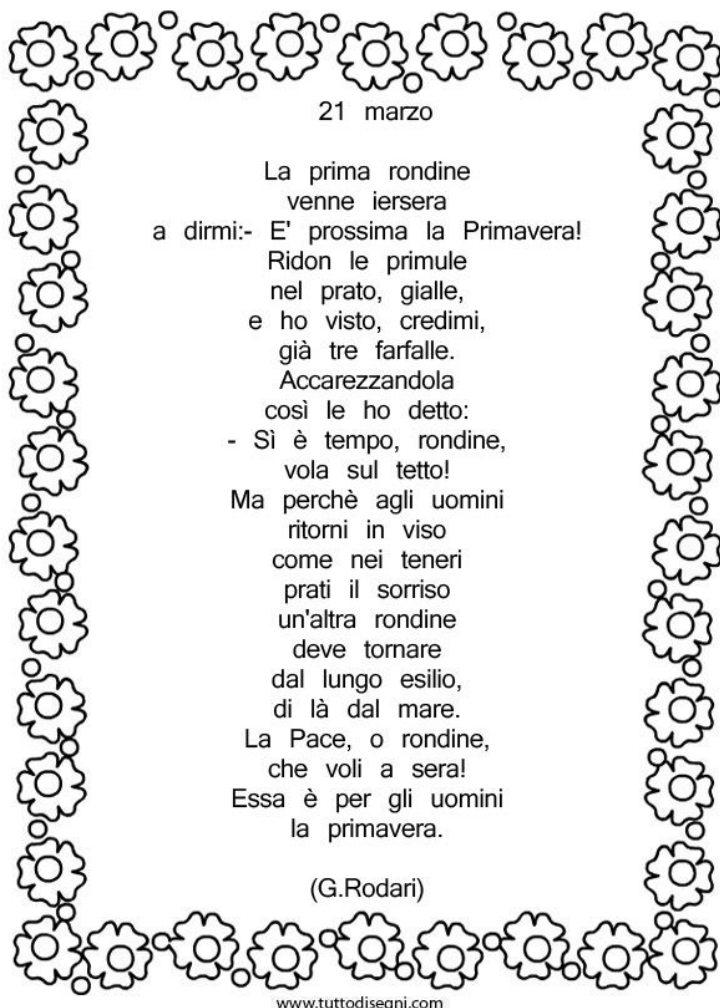 21 marzo
La prima rondine
venne iersera
a dirmi:- E' prossima la Primavera!
Ridon le primule
nel prato, gialle,
e ho visto, credimi,
già tre farfalle.
Accarezzandola
così le ho detto:
- Sì è tempo, rondine,
vola sul tetto!
Ma perchè agli uomini
ritorni in viso
come nei teneri
prati il sorriso
un'altra rondine
deve tornare
dal lungo esilio,
di là dal mare.
La Pace, o rondine,
che voli a sera!
Essa è per gli uomini
la primavera.
(G.Rodari)
www.tuttodisegni.com